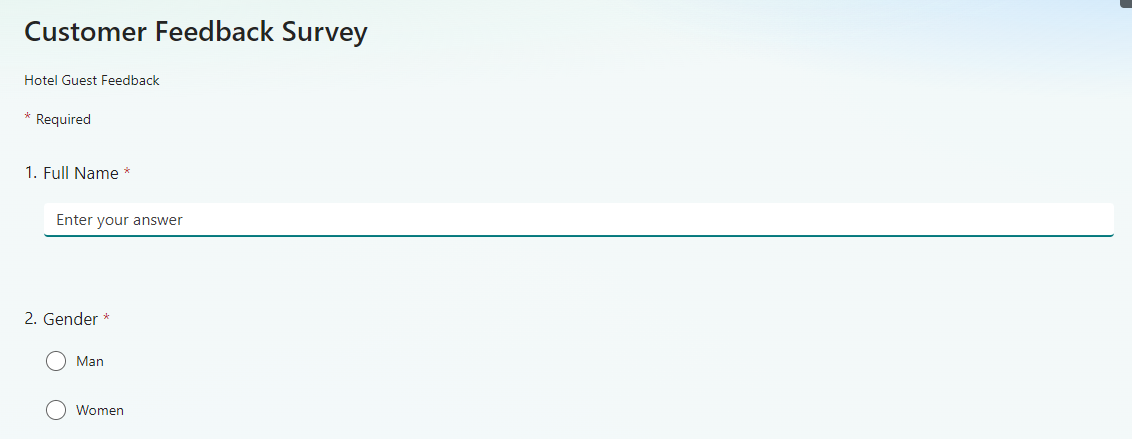 Customer Feedback Survey
Hotel Guest Feedback
* Required
1. Full Name *
Enter your answer
2. Gender *
Man
Women